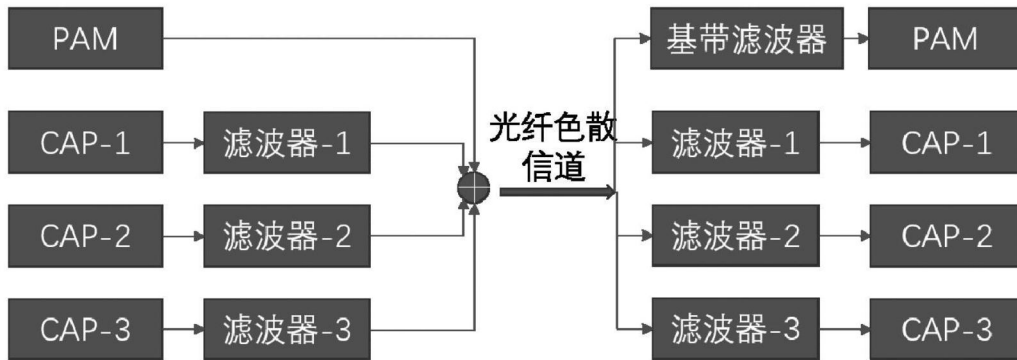 PAM
基带滤波器
PAM
CAP-1
滤波器-1
光纤色散
信道
滤波器-1
CAP-1
CAP-2
滤波器-2
滤波器-2
CAP-2
CAP-3
滤波器-3
滤波器-3
CAP-3